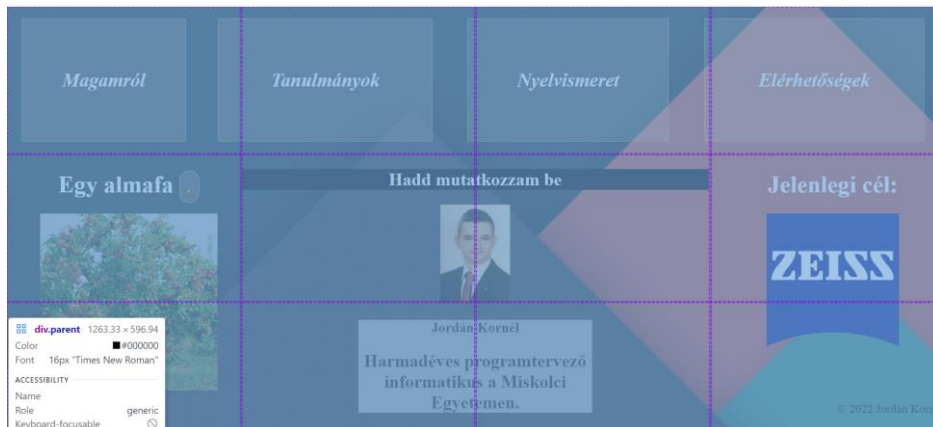 Magamról
Tanulmányok
Nyelvismeret
Elérhetőségek
Egy almafa .
Hadd mutatkozzam be
Jelenlegi cél:
ZEISS
Jordán Kornél
Harmadéves programtervező
informatikus a Miskolci
Egyetemen.
div.parent 1263.33 × 596.94
Color #000000
Font 16px "Times New Roman"
ACCESSIBILITY
Name
Role generic
Keyboard-focusable
© 2022 Jordán Kor